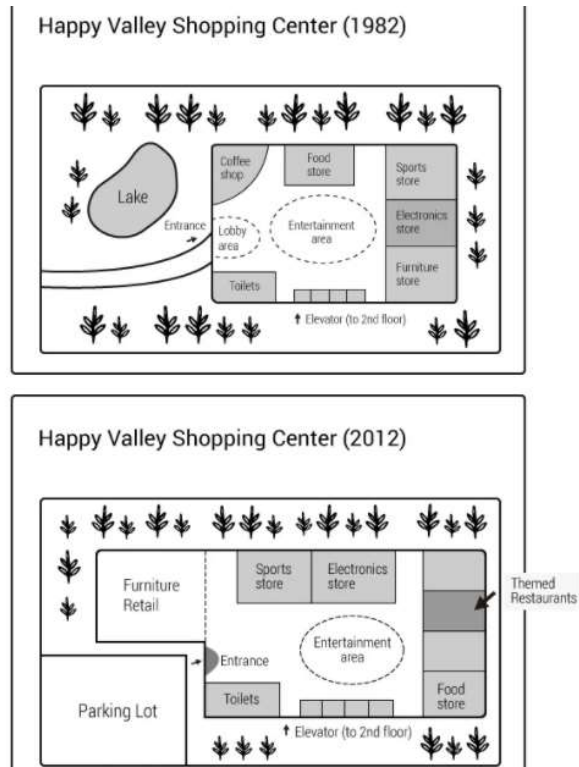 Happy Valley Shopping Center (1982)
Coffee
shop
Food
store
Sports
store
Lake
Entrance
Lobby
area
Entertainment
area
Electronics
store
Furniture
store
Toilets
Elevator (to 2nd floor)
Happy Valley Shopping Center (2012)
Furniture
Retail
Sports
store
Electronics
store
Themed
Restaurants
Entrance
Entertainment
area
Parking Lot
Toilets
Food
store
Elevator (to 2nd floor)